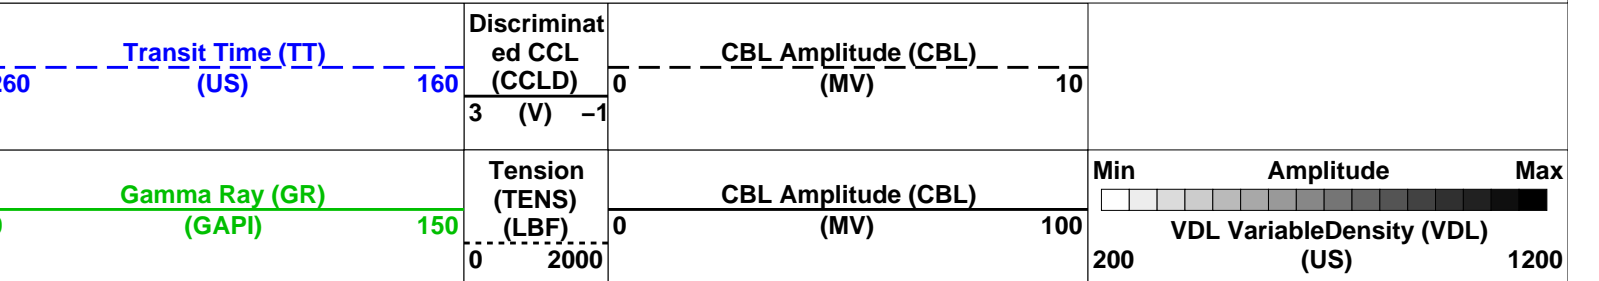 Discriminat
ed CCL
(CCLD)
3 (V) –1
Transit Time (TT)
(US) 160
CBL Amplitude (CBL)
0 (MV) 10
Gamma Ray (GR)
(GAPI) 150
Tension
(TENS)
(LBF)
0 2000
CBL Amplitude (CBL)
0 (MV) 100
Min Amplitude Max
VDL VariableDensity (VDL)
200 (US) 1200